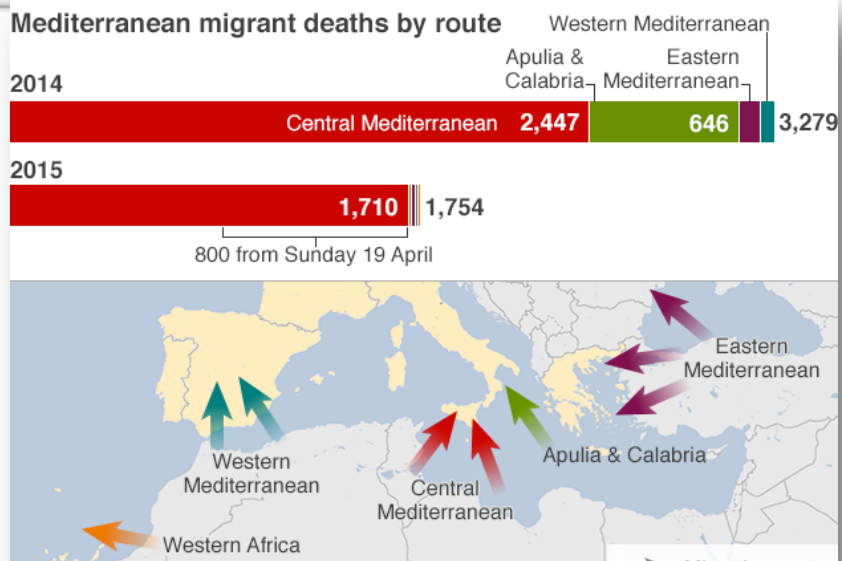 Mediterranean migrant deaths by route
Western Mediterranean
Apulia &
Calabria
Eastern
Mediterranean
2014
Central Mediterranean 2,447
646
3,279
2015
1,710
1,754
800 from Sunday 19 April
Eastern
Mediterranean
Apulia & Calabria
Western
Mediterranean
Central
Mediterranean
Western Africa